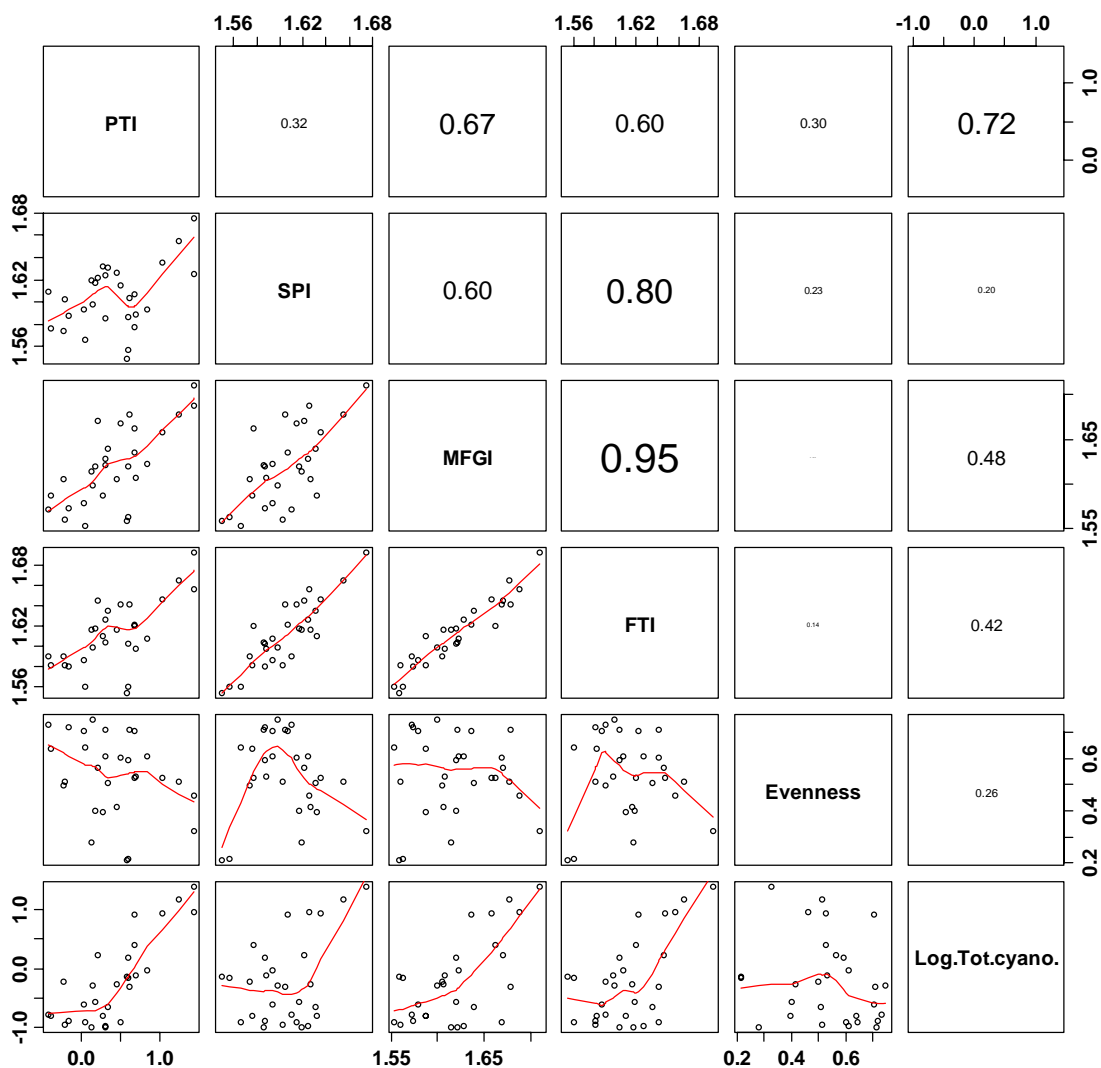 1.56 1.62 1.68 1.56 1.62 1.68 -1.0 0.0 1.0
PTI 0.32 0.67 0.60 0.30 0.72
0.0 1.0
1.56 1.62 1.68
SPI 0.60 0.80 0.23 0.20
MFGI 0.95 0.48
1.55 1.65
1.56 1.62 1.68
FTI 0.14 0.42
Evenness 0.26
0.2 0.4 0.6
-1.0 0.0 1.0
Log.Tot.cyano.
0.0 1.0 1.55 1.65 0.2 0.4 0.6